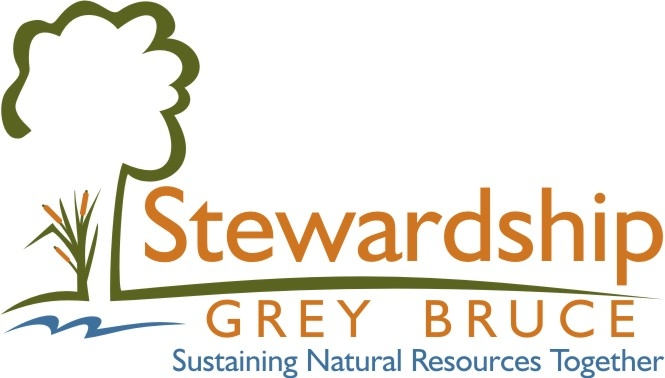 Stewardship
GREY BRUCE
Sustaining Natural Resources Together